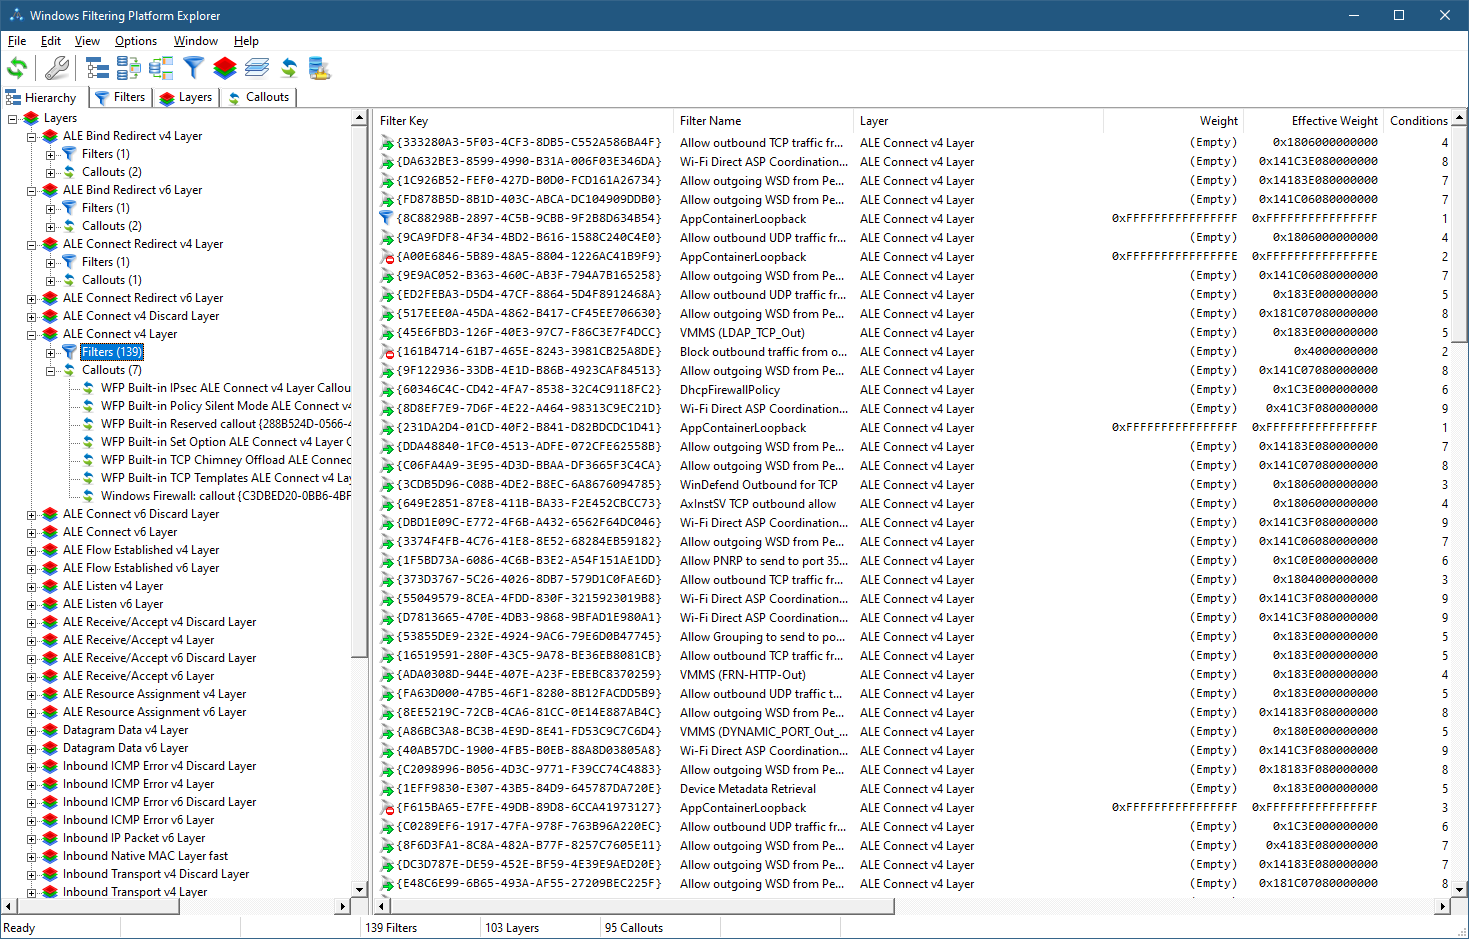 Windows Filtering Platform Explorer
File Edit View Options Window Help
Hierarchy Filters Layers Callouts
Layers
ALE Bind Redirect v4 Layer
Filters (1)
Callouts (2)
ALE Bind Redirect v6 Layer
Filters (1)
Callouts (2)
ALE Connect Redirect v4 Layer
Filters (1)
Callouts (1)
ALE Connect Redirect v6 Layer
ALE Connect v4 Discard Layer
ALE Connect v4 Layer
Filters (139)
Callouts (7)
WFP Built-in IPsec ALE Connect v4 Layer Callou
WFP Built-in Policy Silent Mode ALE Connect v4
WFP Built-in Reserved callout {288B524D-0566-4
WFP Built-in Set Option ALE Connect v4 Layer C
WFP Built-in TCP Chimney Offload ALE Connec
WFP Built-in TCP Templates ALE Connect v4 Lay
Windows Firewall: callout {C3DBED20-0BB6-4BF
ALE Connect v6 Discard Layer
ALE Connect v6 Layer
ALE Flow Established v4 Layer
ALE Flow Established v6 Layer
ALE Listen v4 Layer
ALE Listen v6 Layer
ALE Receive/Accept v4 Discard Layer
ALE Receive/Accept v4 Layer
ALE Receive/Accept v6 Discard Layer
ALE Receive/Accept v6 Layer
ALE Resource Assignment v4 Layer
ALE Resource Assignment v6 Layer
Datagram Data v4 Layer
Datagram Data v6 Layer
Inbound ICMP Error v4 Discard Layer
Inbound ICMP Error v4 Layer
Inbound ICMP Error v6 Discard Layer
Inbound ICMP Error v6 Layer
Inbound IP Packet v6 Layer
Inbound Native MAC Layer fast
Inbound Transport v4 Discard Layer
Inbound Transport v4 Layer
Filter Key Filter Name Layer Weight Effective Weight Conditions
{333280A3-5F03-4CF3-8DB5-C552A586BA4F} Allow outbound TCP traffic fr... ALE Connect v4 Layer (Empty) 0x1806000000000 4
{DA632BE3-8599-4990-B31A-006F03E346DA} Wi-Fi Direct ASP Coordination... ALE Connect v4 Layer (Empty) 0x141C3E080000000 8
{1C926B52-FEF0-427D-B0D0-FCD161A26734} Allow outgoing WSD from Pe... ALE Connect v4 Layer (Empty) 0x14183E080000000 7
{FD878B5D-8B1D-403C-ABCA-DC104909DDB0} Allow outgoing WSD from Pe... ALE Connect v4 Layer (Empty) 0x141C06080000000 7
{8C88298B-2897-4C5B-9CBB-9F2B8D634B54} AppContainerLoopback ALE Connect v4 Layer 0xFFFFFFFFFFFFFFFF 0xFFFFFFFFFFFFFFFF 1
{9CA9FDF8-4F34-4BD2-B616-1588C240C4E0} Allow outbound UDP traffic fr... ALE Connect v4 Layer (Empty) 0x1806000000000 4
{A00E6846-5B89-48A5-8804-1226AC41B9F9} AppContainerLoopback ALE Connect v4 Layer 0xFFFFFFFFFFFFFFFE 0xFFFFFFFFFFFFFFFE 2
{9E9AC052-B363-460C-AB3F-794A7B165258} Allow outgoing WSD from Pe... ALE Connect v4 Layer (Empty) 0x141C06080000000 7
{ED2FEBA3-D5D4-47CF-8864-5D4F8912468A} Allow outbound UDP traffic fr... ALE Connect v4 Layer (Empty) 0x183E000000000 5
{517EEE0A-45DA-4862-B417-CF45EE706630} Allow outgoing WSD from Pe... ALE Connect v4 Layer (Empty) 0x181C07080000000 8
{45E6FBD3-126F-40E3-97C7-F86C3E7F4DCC} VMMS (LDAP_TCP_Out) ALE Connect v4 Layer (Empty) 0x183E000000000 5
{161B4714-61B7-465E-8243-3981CB25A8DE} Block outbound traffic from o... ALE Connect v4 Layer (Empty) 0x4000000000 2
{9F122936-33DB-4E1D-B86B-4923CAF84513} Allow outgoing WSD from Pe... ALE Connect v4 Layer (Empty) 0x141C07080000000 8
{60346C4C-CD42-4FA7-8538-32C4C9118FC2} DhcpFirewallPolicy ALE Connect v4 Layer (Empty) 0x1C3E000000000 6
{8D8EF7E9-7D6F-4E22-A464-98313C9EC21D} Wi-Fi Direct ASP Coordination... ALE Connect v4 Layer (Empty) 0x41C3F080000000 9
{231DA2D4-01CD-40F2-B841-D82BDCDC1D41} AppContainerLoopback ALE Connect v4 Layer 0xFFFFFFFFFFFFFFFF 0xFFFFFFFFFFFFFFFF 1
{DDA48840-1FC0-4513-ADFE-072CFE62558B} Allow outgoing WSD from Pe... ALE Connect v4 Layer (Empty) 0x14183E080000000 7
{C06FA4A9-3E95-4D3D-BBAA-DF3665F3C4CA} Allow outgoing WSD from Pe... ALE Connect v4 Layer (Empty) 0x141C07080000000 8
{3CDB5D96-C08B-4DE2-B8EC-6A8676094785} WinDefend Outbound for TCP ALE Connect v4 Layer (Empty) 0x1806000000000 3
{649E2851-87E8-411B-BA33-F2E452CBCC73} AxInstSV TCP outbound allow ALE Connect v4 Layer (Empty) 0x1806000000000 4
{DBD1E09C-E772-4F6B-A432-6562F64DC046} Wi-Fi Direct ASP Coordination... ALE Connect v4 Layer (Empty) 0x141C3F080000000 9
{3374F4FB-4C76-41E8-8E52-68284EB59182} Allow outgoing WSD from Pe... ALE Connect v4 Layer (Empty) 0x141C06080000000 7
{1F5BD73A-6086-4C6B-B3E2-A54F151AE1DD} Allow PNRP to send to port 35... ALE Connect v4 Layer (Empty) 0x1C0E000000000 6
{373D3767-5C26-4026-8DB7-579D1C0FAE6D} Allow outbound TCP traffic fr... ALE Connect v4 Layer (Empty) 0x1804000000000 3
{55049579-8CEA-4FDD-830F-3215923019B8} Wi-Fi Direct ASP Coordination... ALE Connect v4 Layer (Empty) 0x141C3F080000000 9
{D7813665-470E-4DB3-9868-9BFAD1E980A1} Wi-Fi Direct ASP Coordination... ALE Connect v4 Layer (Empty) 0x141C3F080000000 9
{53855DE9-232E-4924-9AC6-79E6D0B47745} Allow Grouping to send to po... ALE Connect v4 Layer (Empty) 0x183E000000000 5
{16519591-280F-43C5-9A78-BE36EB8081CB} Allow outbound TCP traffic fr... ALE Connect v4 Layer (Empty) 0x183E000000000 5
{ADA0308D-944E-407E-A23F-EBEBC8370259} VMMS (FRN-HTTP-Out) ALE Connect v4 Layer (Empty) 0x183E000000000 4
{FA63D000-47B5-46F1-8280-8B12FACDD5B9} Allow outbound UDP traffic t... ALE Connect v4 Layer (Empty) 0x183E000000000 5
{8EE5219C-72CB-4CA6-81CC-0E14E887AB4C} Allow outgoing WSD from Pe... ALE Connect v4 Layer (Empty) 0x14183F080000000 8
{A86BC3A8-BC3B-4E9D-8E41-FD53C9C7C6D4} VMMS (DYNAMIC_PORT_Out_... ALE Connect v4 Layer (Empty) 0x180E000000000 5
{40AB57DC-1900-4FB5-B0EB-88A8D03805A8} Wi-Fi Direct ASP Coordination... ALE Connect v4 Layer (Empty) 0x141C3F080000000 9
{C2098996-B056-4D3C-9771-F39CC74C4883} Allow outgoing WSD from Pe... ALE Connect v4 Layer (Empty) 0x18183F080000000 8
{1EFF9830-E307-43B5-84D9-645787DA720E} Device Metadata Retrieval ALE Connect v4 Layer (Empty) 0x183E000000000 5
{F615BA65-E7FE-49DB-89D8-6CCA41973127} AppContainerLoopback ALE Connect v4 Layer 0xFFFFFFFFFFFFFFFF 0xFFFFFFFFFFFFFFFF 3
{C0289EF6-1917-47FA-978F-763B96A220EC} Allow outbound UDP traffic fr... ALE Connect v4 Layer (Empty) 0x1C3E000000000 6
{8F6D3FA1-8C8A-482A-B77F-8257C7605E11} Allow outgoing WSD from Pe... ALE Connect v4 Layer (Empty) 0x4183E080000000 7
{DC3D787E-DE59-452E-BF59-4E39E9AED20E} Allow outgoing WSD from Pe... ALE Connect v4 Layer (Empty) 0x14183E080000000 7
{E48C6E99-6B65-493A-AF55-27209BEC225F} Allow outgoing WSD from Pe... ALE Connect v4 Layer (Empty) 0x181C07080000000 8
Ready 139 Filters 103 Layers 95 Callouts